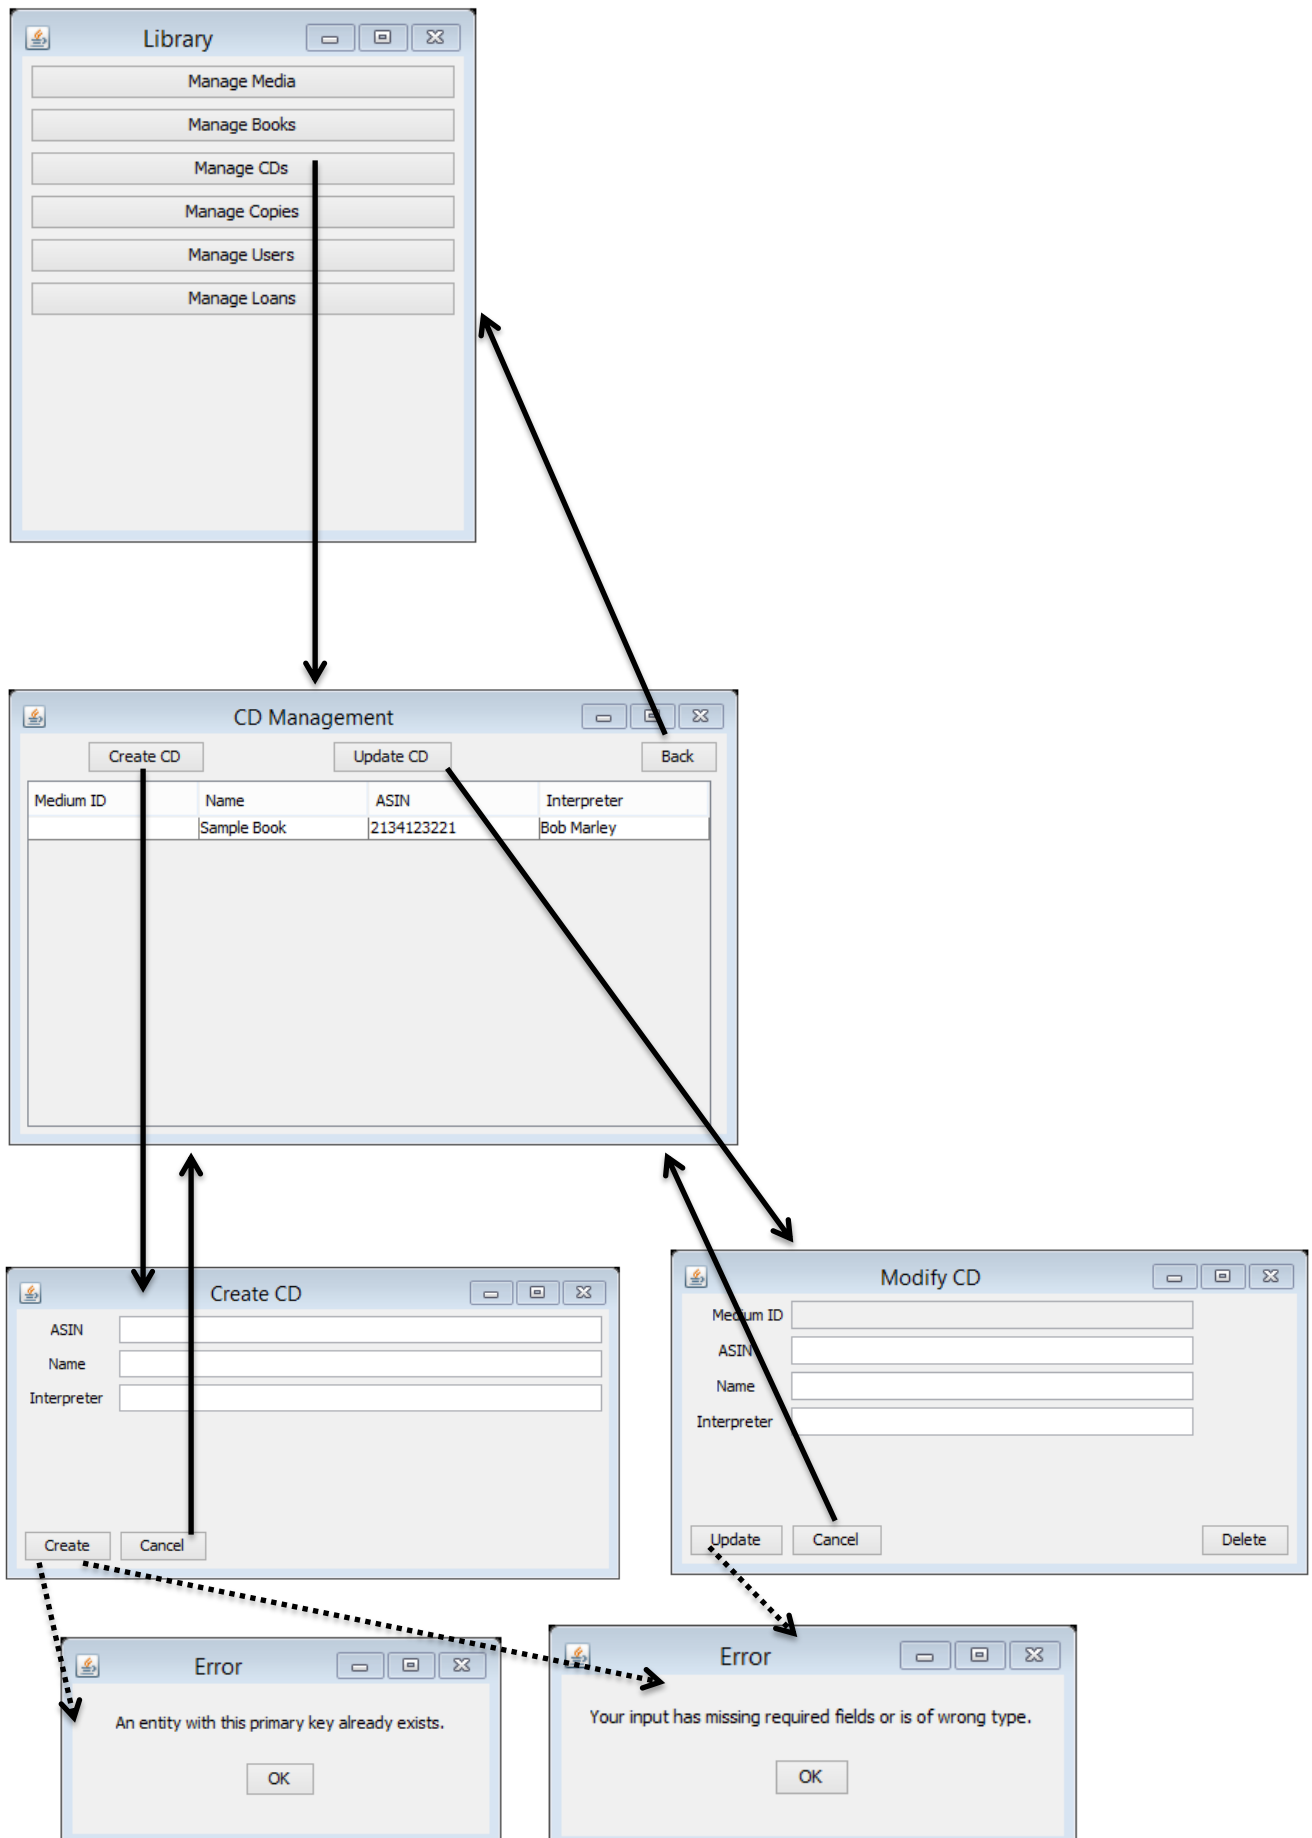 Library
Manage Media
Manage Books
Manage CDs
Manage Copies
Manage Users
Manage Loans
CD Management
Create CD Update CD Back
Medium ID Name ASIN Interpreter
Sample Book 2134123221 Bob Marley
Create CD
ASIN
Name
Interpreter
Create Cancel
Modify CD
Medium ID
ASIN
Name
Interpreter
Update Cancel Delete
Error
An entity with this primary key already exists.
OK
Error
Your input has missing required fields or is of wrong type.
OK